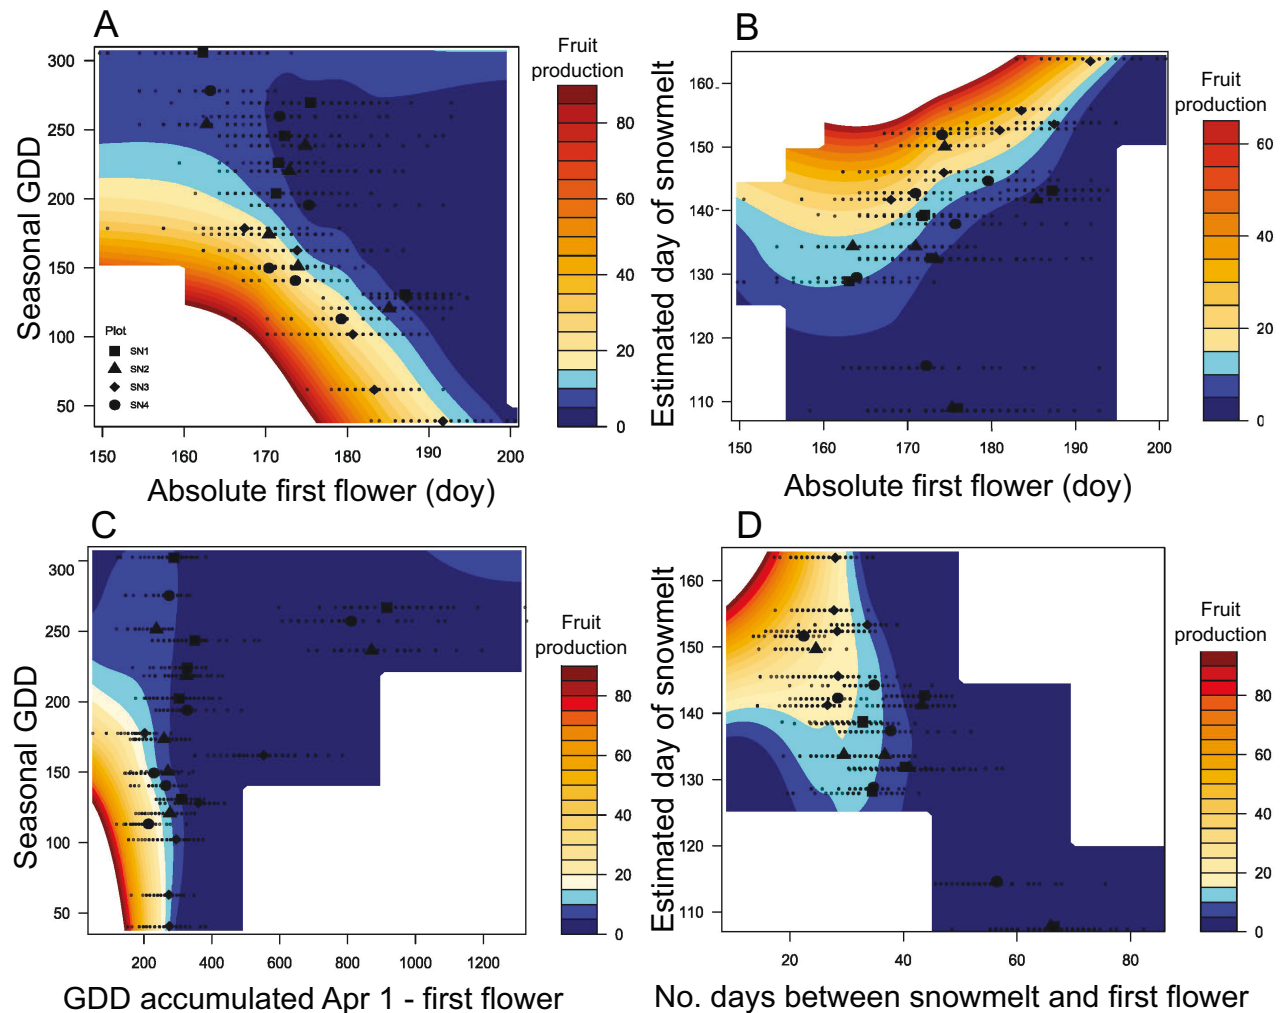 A
Fruit
production
Seasonal GDD
300
250
200
150
100
50
150
160
170
180
190
200
Absolute first flower (doy)
Plot
SN1
SN2
SN3
SN4
80
60
40
20
0
B
Fruit
production
Estimated day of snowmelt
160
150
140
130
120
110
150
160
170
180
190
200
Absolute first flower (doy)
60
40
20
0
C
Fruit
production
Seasonal GDD
300
250
200
150
100
50
200
400
600
800
1000
1200
GDD accumulated Apr 1 - first flower
80
60
40
20
0
D
Fruit
production
Estimated day of snowmelt
160
150
140
130
120
110
20
40
60
80
No. days between snowmelt and first flower
80
60
40
20
0